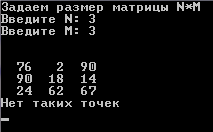 Задаем размер матрицы N*M
Введите N: 3
Введите M: 3
76 2 90
90 18 14
24 62 67
Нет таких точек